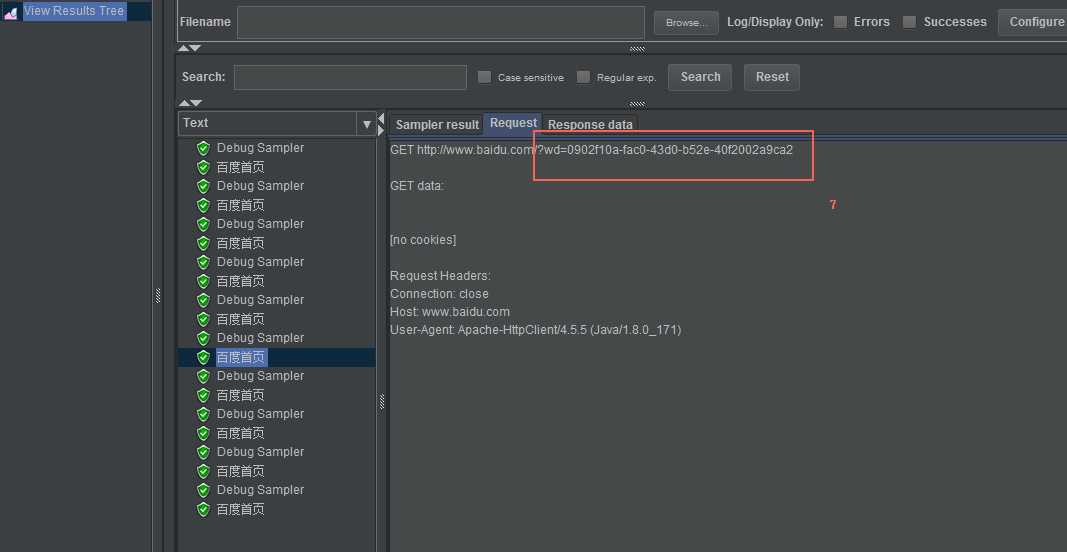 View Results Tree
Filename
Browse...
Log/Display Only:
Errors
Successes
Configure
Search:
Case sensitive
Regular exp.
Search
Reset
Text
Sampler result
Request
Response data
Debug Sampler
百度首页
Debug Sampler
百度首页
Debug Sampler
百度首页
Debug Sampler
百度首页
Debug Sampler
百度首页
Debug Sampler
百度首页
Debug Sampler
百度首页
Debug Sampler
百度首页
Debug Sampler
百度首页
Debug Sampler
百度首页
GET http://www.baidu.com/?wd=0902f10a-fac0-43d0-b52e-40f2002a9ca2
GET data:
7
[no cookies]
Request Headers:
Connection: close
Host: www.baidu.com
User-Agent: Apache-HttpClient/4.5.5 (Java/1.8.0_171)